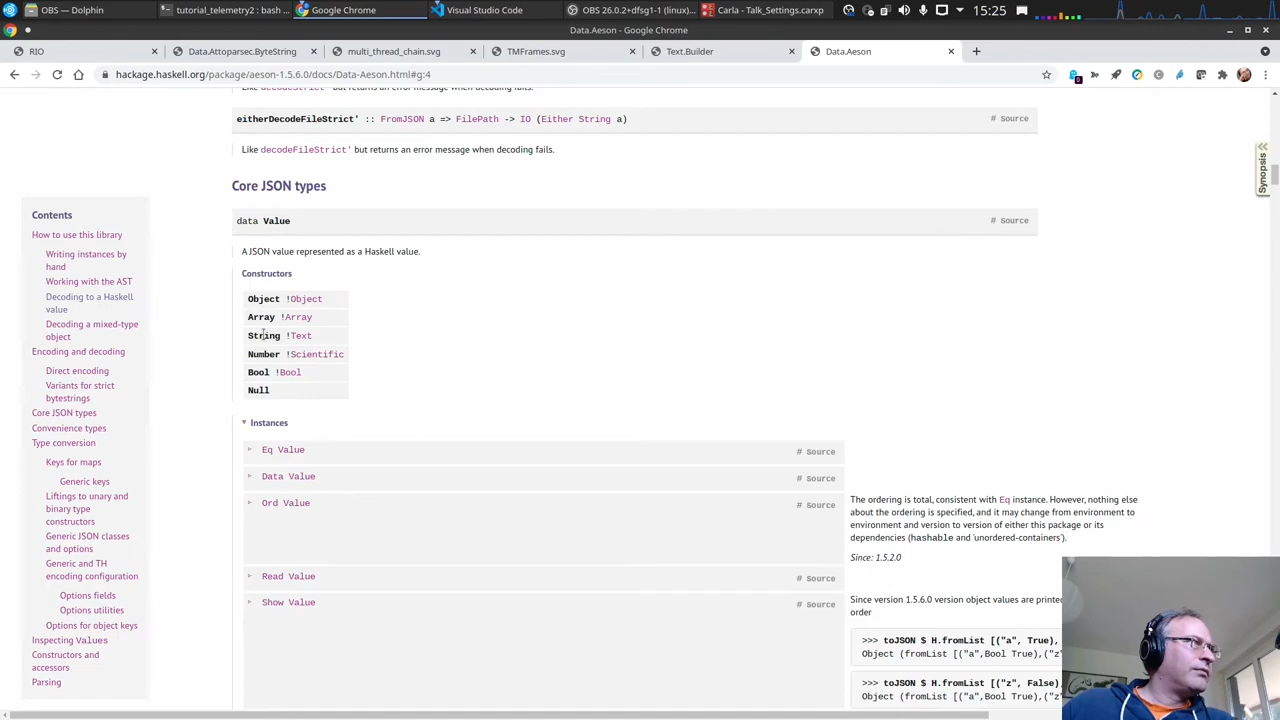 OBS — Dolphin
tutorial_telemetry2 : bash ...
Google Chrome
Visual Studio Code
OBS 26.0.2+dfsg1-1 (linux)...
Carla - Talk_Settings.carxp
15:25
Data.Aeson - Google Chrome
RIO
Data.Attoparsec.ByteString
multi_thread_chain.svg
TMFrames.svg
Text.Builder
Data.Aeson
hackage.haskell.org/package/aeson-1.5.6.0/docs/Data-Aeson.html#g:4
Like decodeStrict' but returns an error message when decoding fails.
eitherDecodeFileStrict' :: FromJSON a => FilePath -> IO (Either String a)
# Source
Like decodeFileStrict' but returns an error message when decoding fails.
Synopsis
Core JSON types
data Value
# Source
A JSON value represented as a Haskell value.
Constructors
Object !Object
Array !Array
String !Text
Number !Scientific
Bool !Bool
Null
Instances
Eq Value
# Source
Data Value
# Source
Ord Value
# Source
The ordering is total, consistent with Eq instance. However, nothing else
about the ordering is specified, and it may change from environment to
environment and version to version of either this package or its
dependencies (hashable and 'unordered-containers').
Since: 1.5.2.0
Read Value
# Source
Show Value
# Source
Since version 1.5.6.0 version object values are printed
order
>>> toJSON $ H.fromList [("a", True),
Object (fromList [("a",Bool True),("z"
>>> toJSON $ H.fromList [("z", False),
Object (fromList [("a",Bool True),("z"
Contents
How to use this library
Writing instances by
hand
Working with the AST
Decoding to a Haskell
value
Decoding a mixed-type
object
Encoding and decoding
Direct encoding
Variants for strict
bytestrings
Core JSON types
Convenience types
Type conversion
Keys for maps
Generic keys
Liftings to unary and
binary type
constructors
Generic JSON classes
and options
Generic and TH
encoding configuration
Options fields
Options utilities
Options for object keys
Inspecting Values
Constructors and
accessors
Parsing